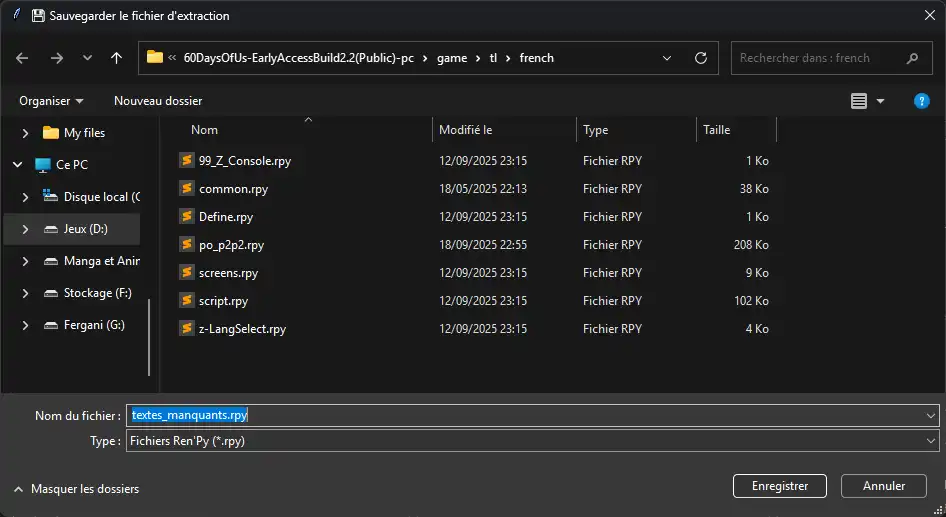 Sauvegarder le fichier d'extraction
« 60DaysOfUs-EarlyAccessBuild2.2(Public)-pc › game › tl › french
Rechercher dans : french
Organiser Nouveau dossier
Nom Modifié le Type Taille
My files
Ce PC
Disque local (C
Jeux (D:)
Manga et Anir
Stockage (F:)
Fergani (G:)
99_Z_Console.rpy 12/09/2025 23:15 Fichier RPY 1 Ko
common.rpy 18/05/2025 22:13 Fichier RPY 38 Ko
Define.rpy 12/09/2025 23:15 Fichier RPY 1 Ko
po_p2p2.rpy 18/09/2025 22:55 Fichier RPY 208 Ko
screens.rpy 12/09/2025 23:15 Fichier RPY 9 Ko
script.rpy 12/09/2025 23:15 Fichier RPY 102 Ko
z-LangSelect.rpy 12/09/2025 23:15 Fichier RPY 4 Ko
Nom du fichier : textes_manquants.rpy
Type : Fichiers Ren'Py (*.rpy)
Masquer les dossiers
Enregistrer Annuler